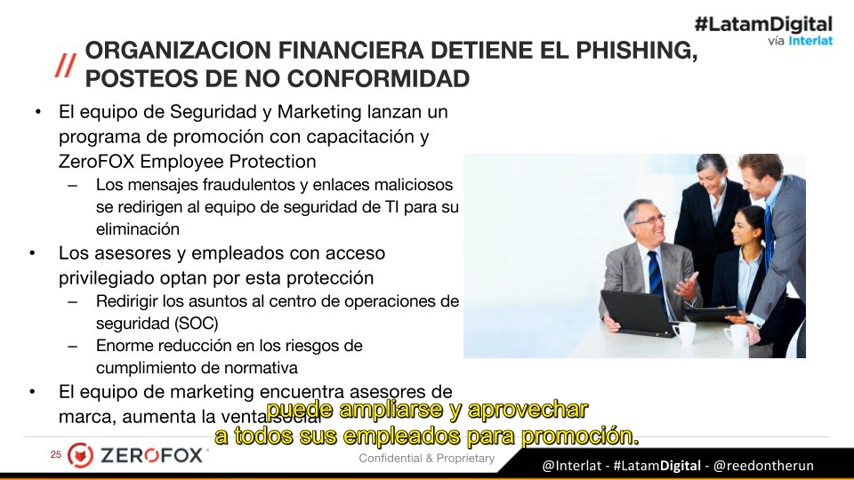 #LatamDigital
vía Interlat
// ORGANIZACION FINANCIERA DETIENE EL PHISHING,
POSTEOS DE NO CONFORMIDAD
• El equipo de Seguridad y Marketing lanzan un
programa de promoción con capacitación y
ZeroFOX Employee Protection
– Los mensajes fraudulentos y enlaces maliciosos
se redirigen al equipo de seguridad de TI para su
eliminación
• Los asesores y empleados con acceso
privilegiado optan por esta protección
– Redirigir los asuntos al centro de operaciones de
seguridad (SOC)
– Enorme reducción en los riesgos de
cumplimiento de normativa
• El equipo de marketing encuentra asesores de
marca, aumenta la venta social
puede ampliarse y aprovechar
a todos sus empleados para promoción.
25 ZEROFOX
Confidential & Proprietary
@Interlat - #LatamDigital - @reedontherun